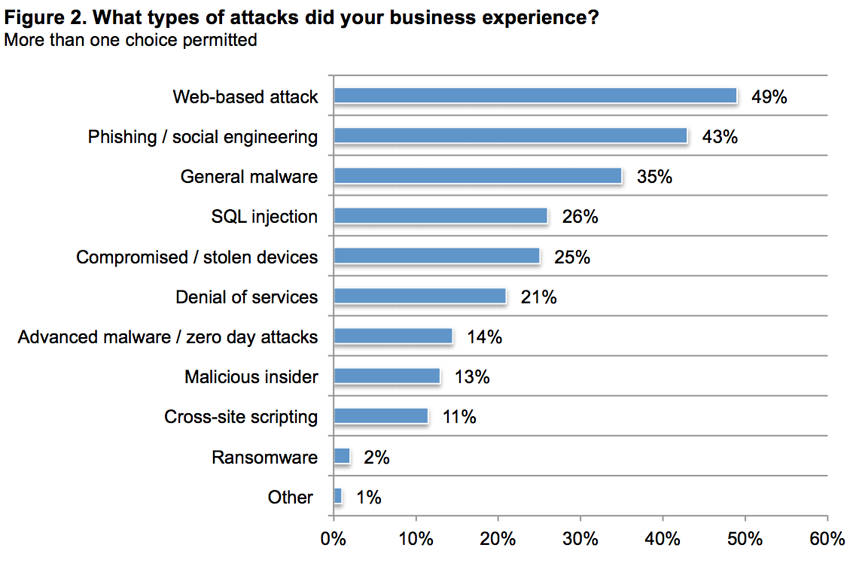 Figure 2. What types of attacks did your business experience?
More than one choice permitted
Web-based attack 49%
Phishing / social engineering 43%
General malware 35%
SQL injection 26%
Compromised / stolen devices 25%
Denial of services 21%
Advanced malware / zero day attacks 14%
Malicious insider 13%
Cross-site scripting 11%
Ransomware 2%
Other 1%
0% 10% 20% 30% 40% 50% 60%